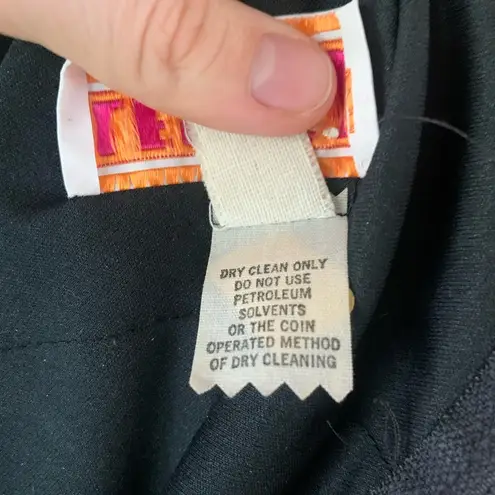 DRY CLEAN ONLY
DO NOT USE
PETROLEUM
SOLVENTS
OR THE COIN
OPERATED METHOD
OF DRY CLEANING